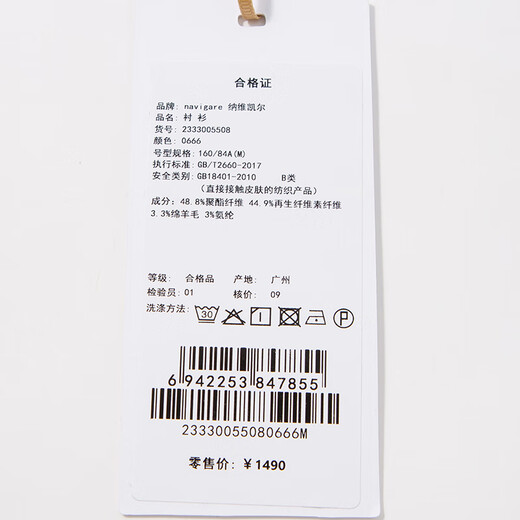 合格证
品牌: navigare 纳维凯尔
品名: 衬 衫
货号: 2333005508
颜色: 0666
号型规格: 160/84A(M)
执行标准: GB/T2660-2017
安全类别: GB18401-2010 B类
(直接接触皮肤的纺织产品)
成分: 48.8%聚酯纤维 44.9%再生纤维素纤维
3.3%绵羊毛 3%氨纶
等级: 合格品 产地: 广州
检验员: 01 核价: 09
洗涤方法: 30 P
6 942253 847855
23330055080666M
零售价: ¥1490